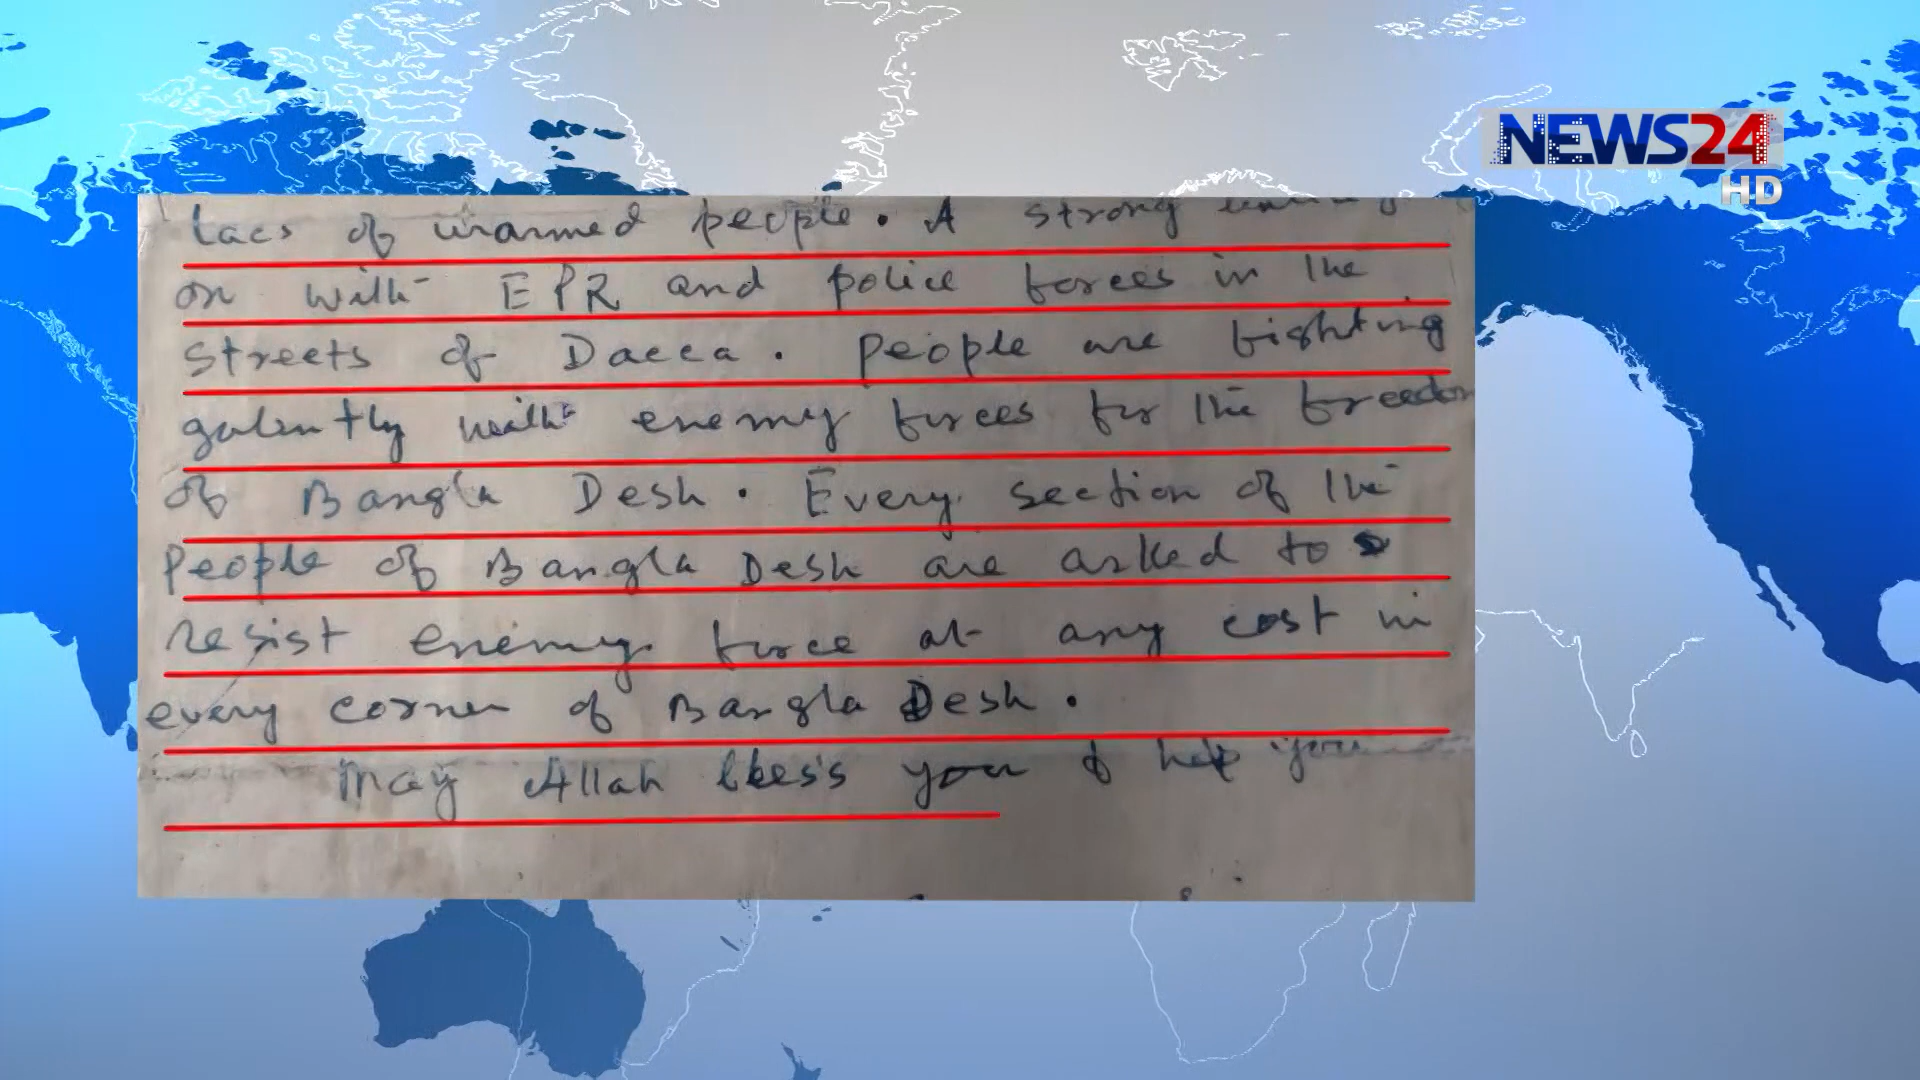 NEWS24
HD
Lacs of unarmed people. A strong
on with EPR and police forces in the
streets of Dacca. People are fighting
galently with enemy forces for the freedom
of Bangla Desh. Every section of the
people of Bangla Desh are asked to
resist enemy force at any cost in
every corner of Bangla Desh.
May Allah bless you & help you